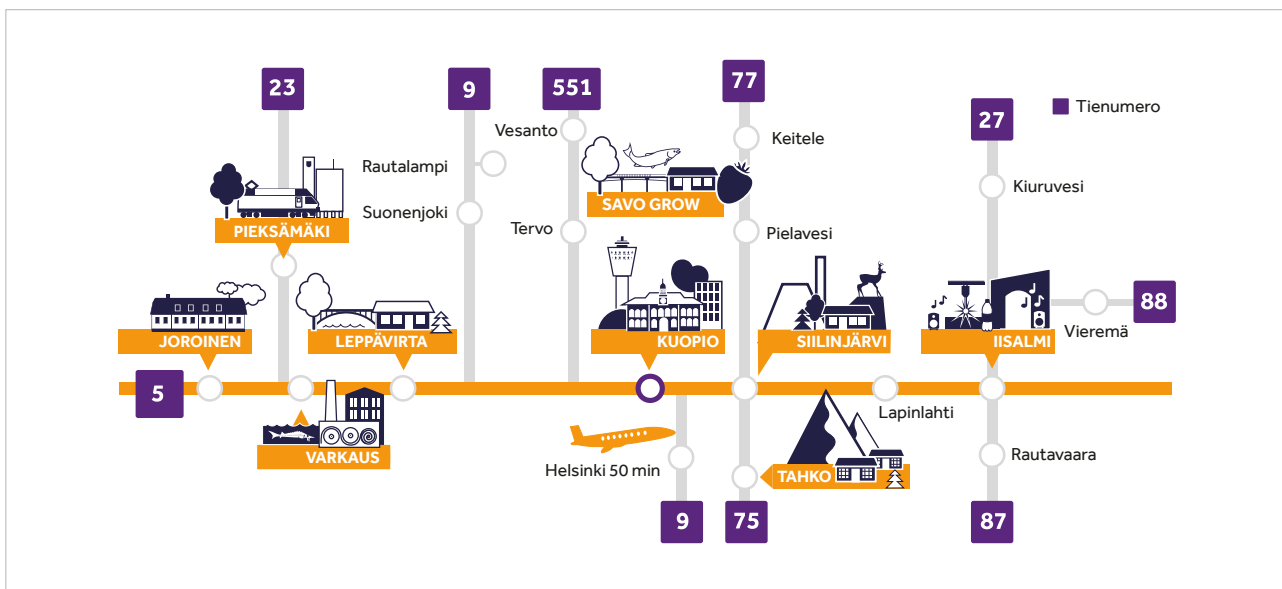 23
9
551
77
27
Tienumero
Vesanto
Keitele
Rautalampi
Kiuruvesi
SAVO GROW
Suonenjoki
PIEKSÄMÄKI
Tervo
Pielavesi
88
Vieremä
JOROINEN
LEPPÄVIRTA
KUOPIO
SIILINJÄRVI
IISALMI
5
Lapinlahti
VARKAUS
Helsinki 50 min
TAHKO
Rautavaara
9
75
87